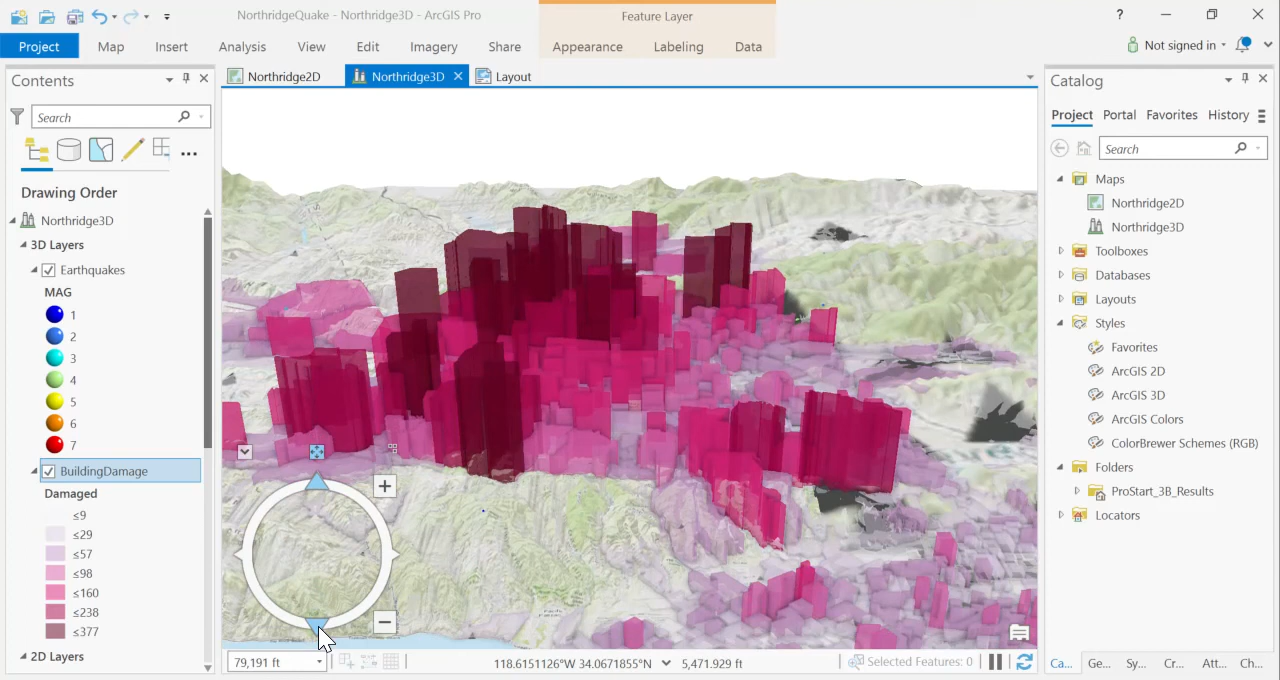 NorthridgeQuake - Northridge3D - ArcGIS Pro
Feature Layer
?
Project
Map
Insert
Analysis
View
Edit
Imagery
Share
Appearance
Labeling
Data
Not signed in
Contents
Search
Drawing Order
Northridge3D
3D Layers
Earthquakes
MAG
1
2
3
4
5
6
7
BuildingDamage
Damaged
≤9
≤29
≤57
≤98
≤160
≤238
≤377
2D Layers
Northridge2D
Northridge3D
Layout
79,191 ft
118.6151126°W 34.0671855°N
5,471.929 ft
Selected Features: 0
Catalog
Project
Portal
Favorites
History
Search
Maps
Northridge2D
Northridge3D
Toolboxes
Databases
Layouts
Styles
Favorites
ArcGIS 2D
ArcGIS 3D
ArcGIS Colors
ColorBrewer Schemes (RGB)
Folders
ProStart_3B_Results
Locators
Ca...
Ge...
Sy...
Cr...
Att...
Ch...